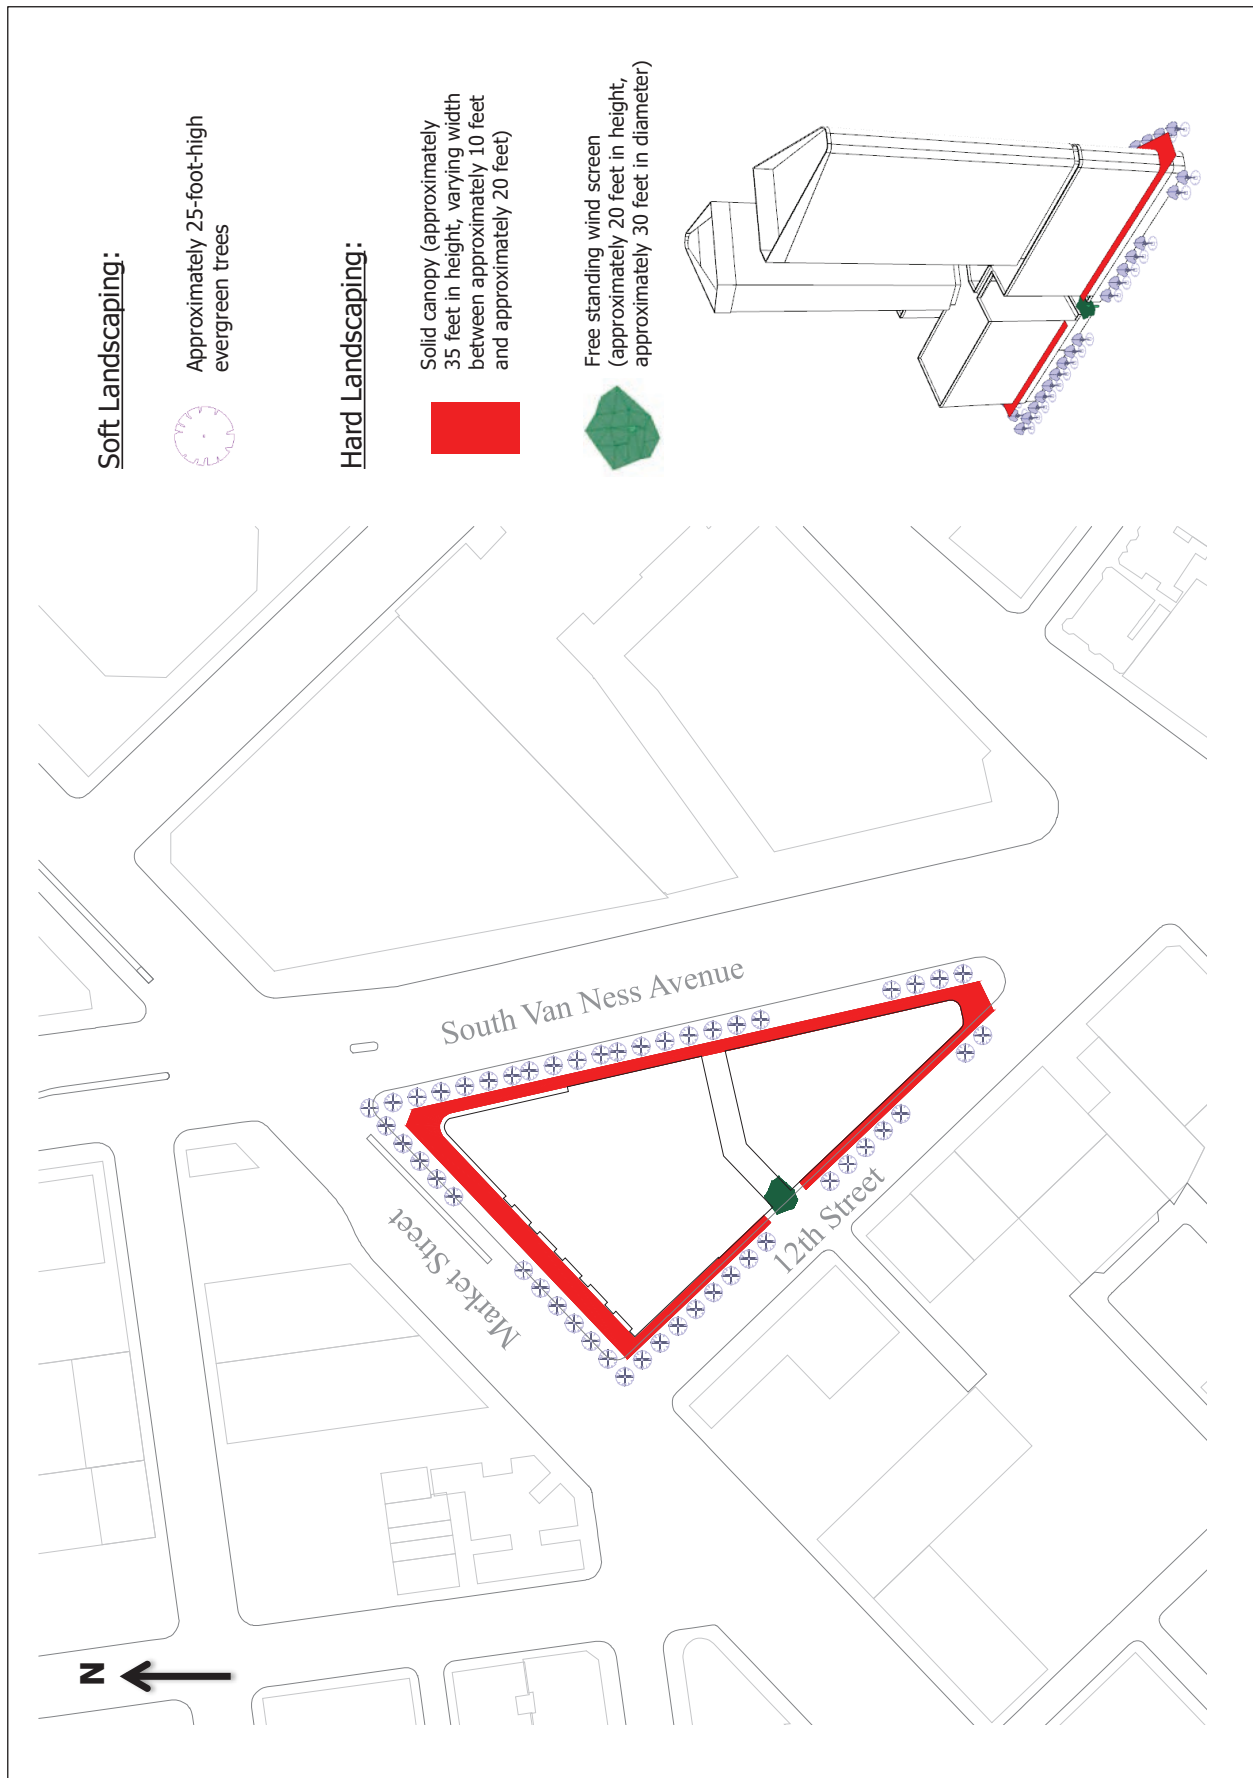 Soft Landscaping:
Approximately 25-foot-high
evergreen trees
Hard Landscaping:
Solid canopy (approximately
35 feet in height, varying width
between approximately 10 feet
and approximately 20 feet)
Free standing wind screen
(approximately 20 feet in height,
approximately 30 feet in diameter)
South Van Ness Avenue
Market Street
12th Street
N